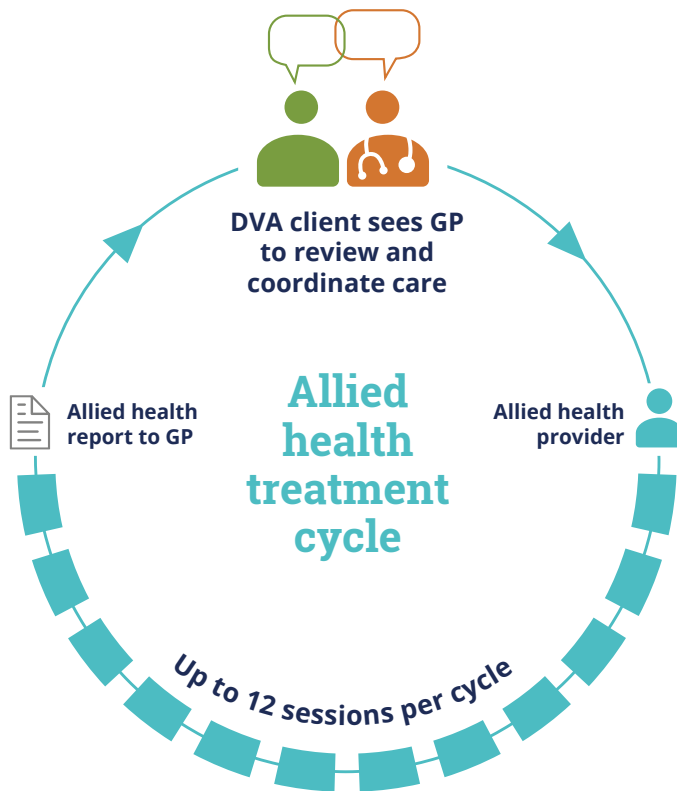 DVA client sees GP
to review and
coordinate care
Allied
health
treatment
cycle
Allied health
report to GP
Allied health
provider
Up to 12 sessions per cycle